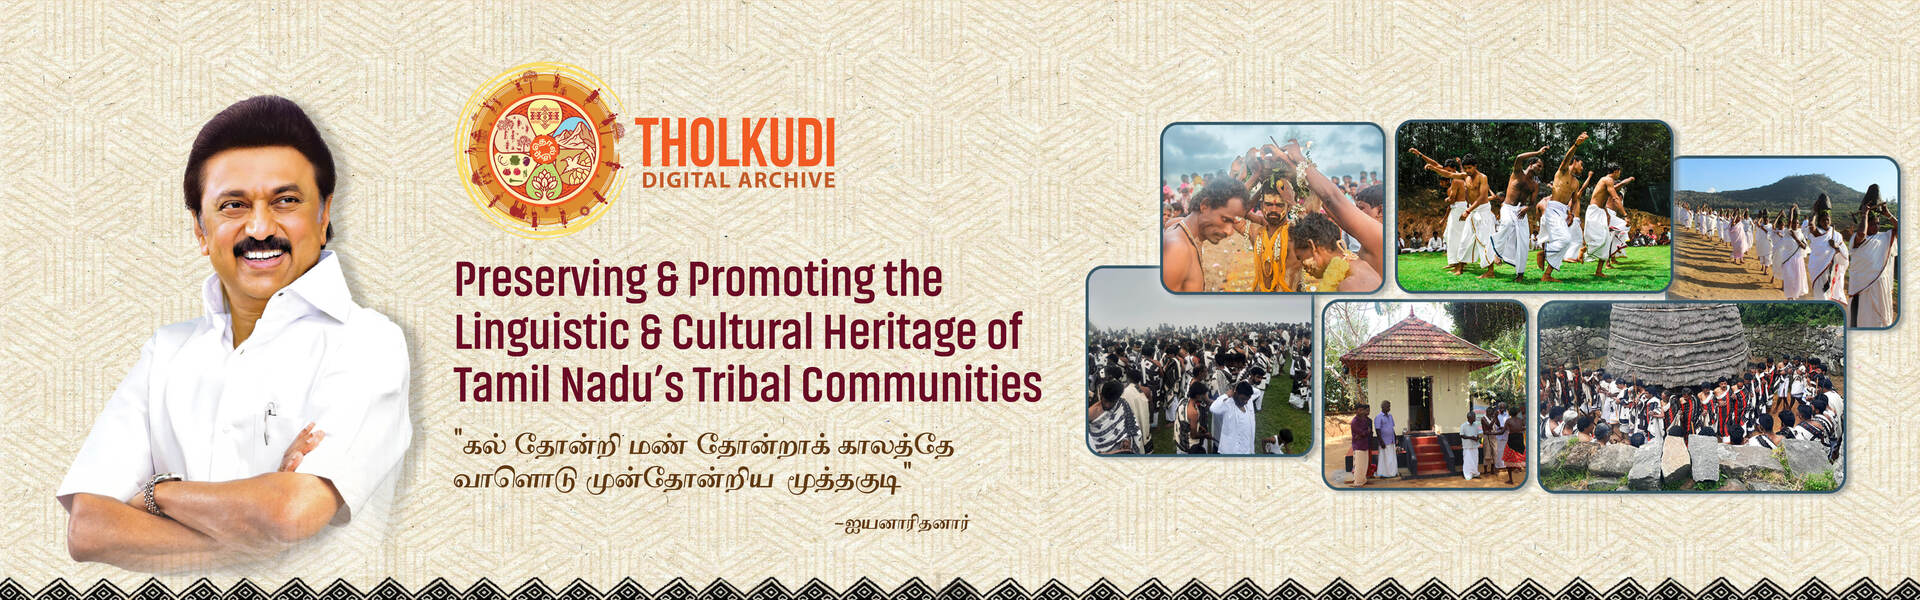 THOLKUDI
DIGITAL ARCHIVE
Preserving & Promoting the
Linguistic & Cultural Heritage of
Tamil Nadu's Tribal Communities
"கல் தோன்றி மண் தோன்றாக் காலத்தே
வாளொடு முன்தோன்றிய மூத்தகுடி"
-ஐயனாரிதனார்